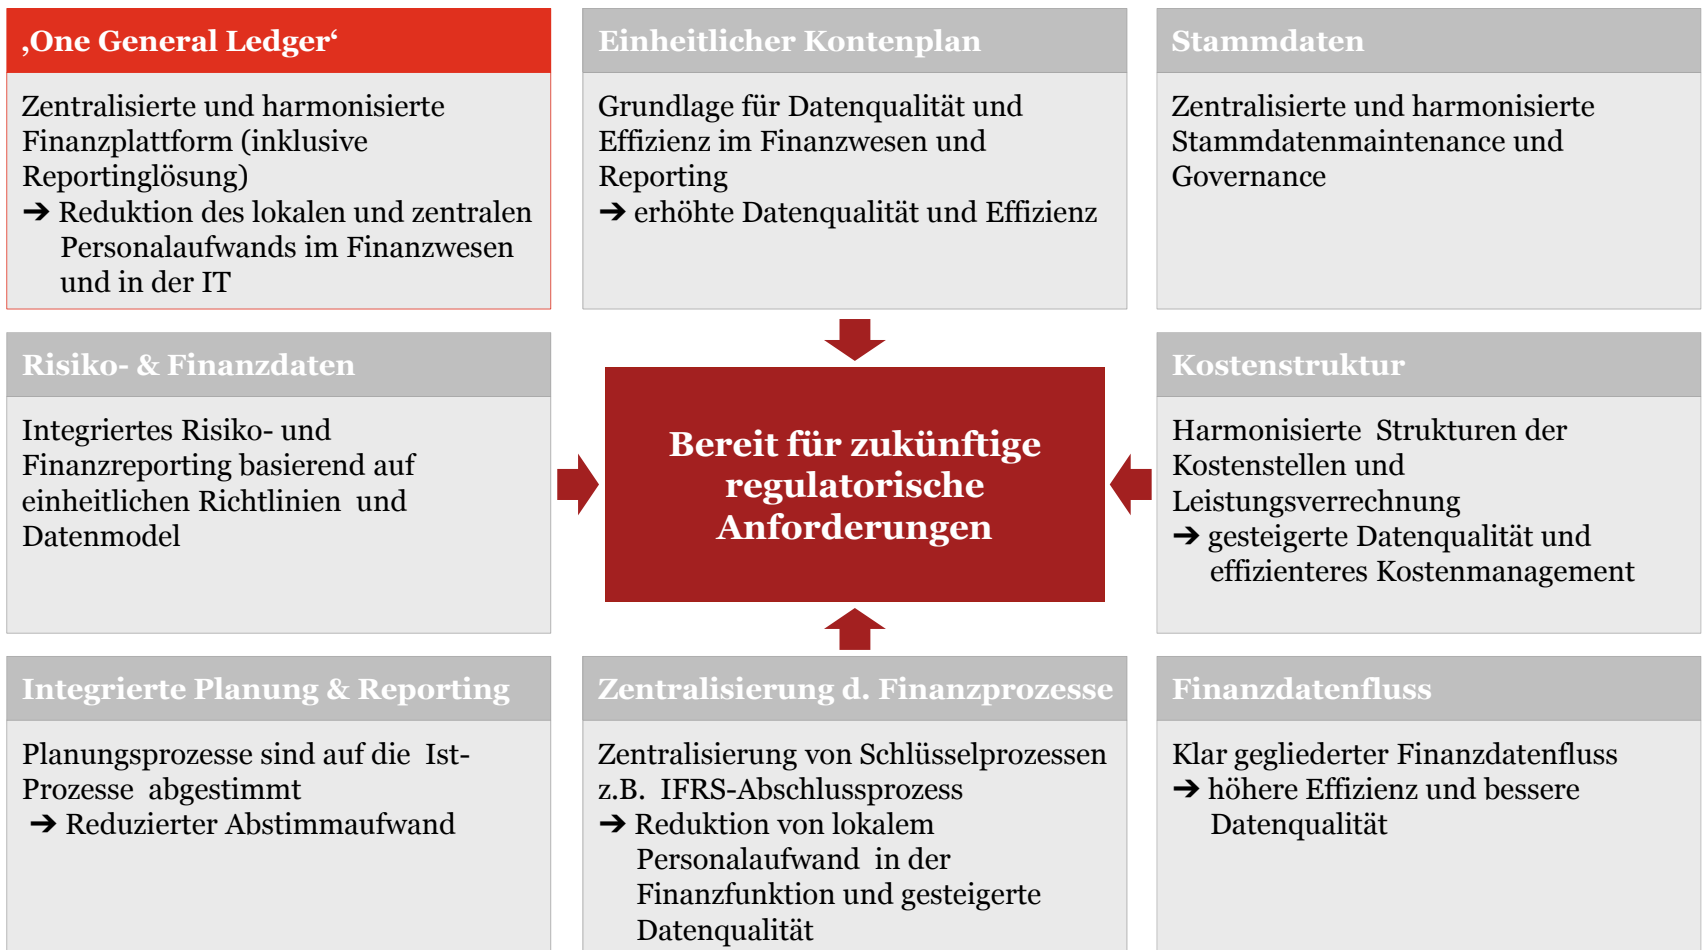 ‚One General Ledger‘
Zentralisierte und harmonisierte
Finanzplattform (inklusive
Reportinglösung)
➔ Reduktion des lokalen und zentralen
Personalaufwands im Finanzwesen
und in der IT
Einheitlicher Kontenplan
Grundlage für Datenqualität und
Effizienz im Finanzwesen und
Reporting
➔ erhöhte Datenqualität und Effizienz
Stammdaten
Zentralisierte und harmonisierte
Stammdatenmaintenance und
Governance
Risiko- & Finanzdaten
Integriertes Risiko- und
Finanzreporting basierend auf
einheitlichen Richtlinien und
Datenmodel
Bereit für zukünftige
regulatorische
Anforderungen
Kostenstruktur
Harmonisierte Strukturen der
Kostenstellen und
Leistungsverrechnung
➔ gesteigerte Datenqualität und
effizienteres Kostenmanagement
Integrierte Planung & Reporting
Planungsprozesse sind auf die Ist-
Prozesse abgestimmt
➔ Reduzierter Abstimmaufwand
Zentralisierung d. Finanzprozesse
Zentralisierung von Schlüsselprozessen
z.B. IFRS-Abschlussprozess
➔ Reduktion von lokalem
Personalaufwand in der
Finanzfunktion und gesteigerte
Datenqualität
Finanzdatenfluss
Klar gegliederter Finanzdatenfluss
➔ höhere Effizienz und bessere
Datenqualität